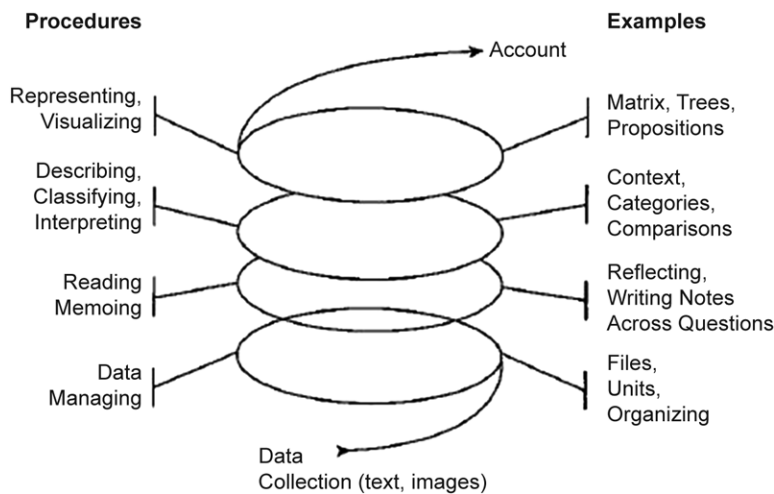 Procedures
Examples
Account
Representing,
Visualizing
Matrix, Trees,
Propositions
Describing,
Classifying,
Interpreting
Context,
Categories,
Comparisons
Reading
Memoing
Reflecting,
Writing Notes
Across Questions
Data
Managing
Files,
Units,
Organizing
Data
Collection (text, images)